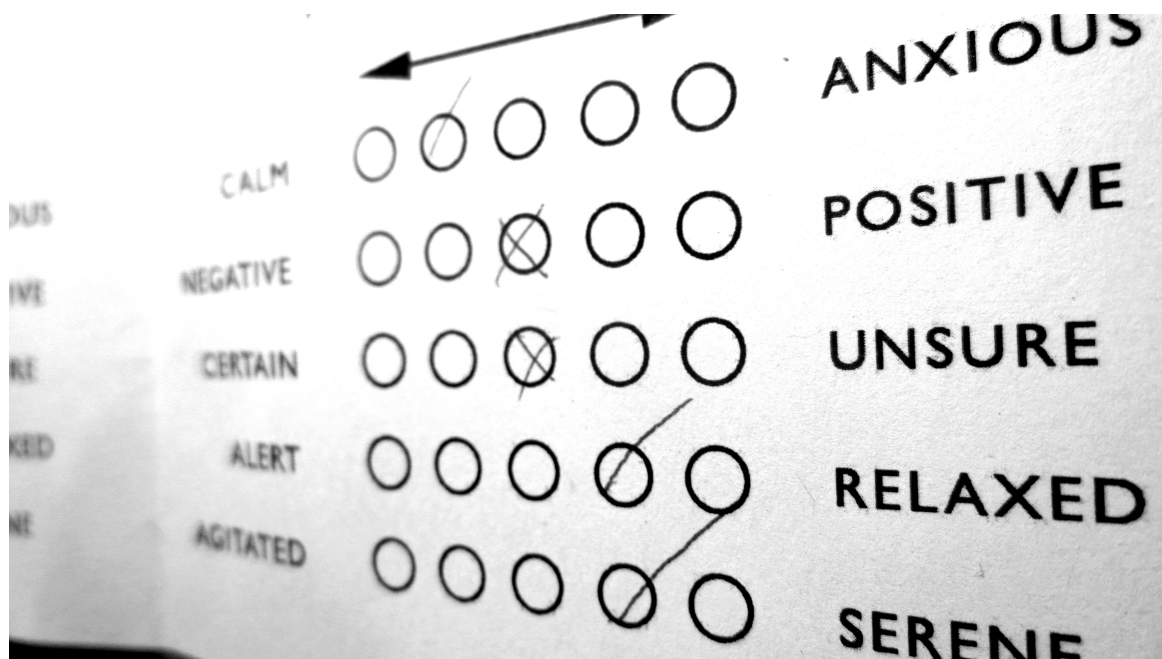 CALM ANXIOUS
NEGATIVE POSITIVE
CERTAIN UNSURE
ALERT RELAXED
AGITATED SERENE